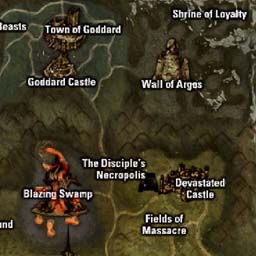 Shrine of Loyalty
Beasts
Town of Goddard
Goddard Castle
Wall of Argos
The Disciple's
Necropolis
Devastated
Castle
Blazing Swamp
Fields of
Massacre